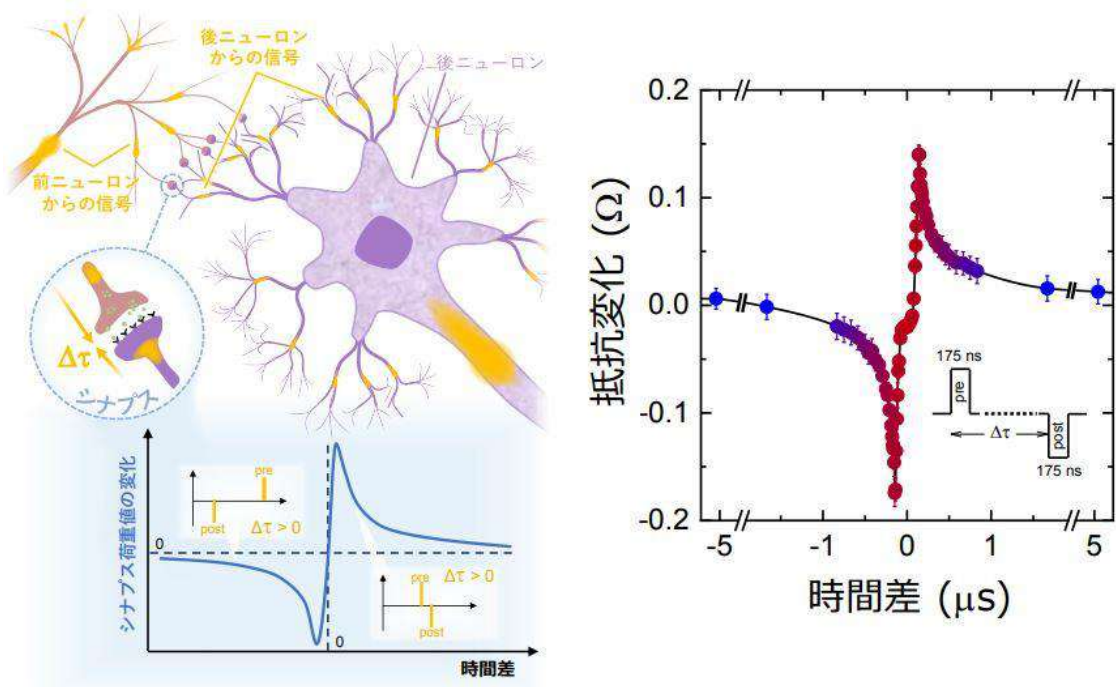 後ニューロン
からの信号
後ニューロン
前ニューロン
からの信号
Δτ
シナプス
シナプス荷重値の変化
0
pre
post
Δτ > 0
pre
Δτ > 0
post
0
時間差
抵抗変化 (Ω)
0.2
0.1
0.0
-0.1
-0.2
175 ns
pre
Δτ
post
175 ns
-5
-1
0
1
5
時間差 (μs)